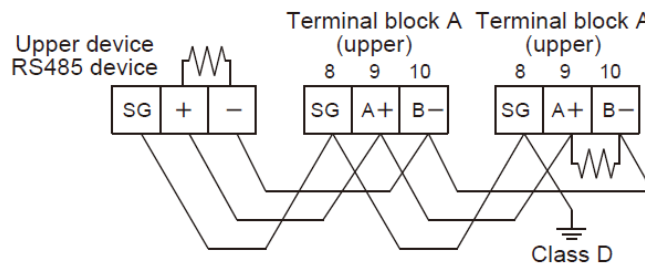 Upper device
RS485 device
Terminal block A
(upper)
Terminal block A
(upper)
8 9 10
8 9 10
SG + −
SG A+ B−
SG A+ B−
Class D